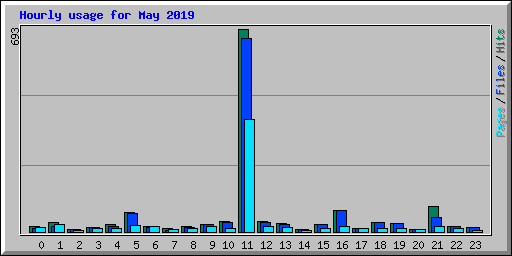 Hourly usage for May 2019
693
Pages/Files/Hits
0 1 2 3 4 5 6 7 8 9 10 11 12 13 14 15 16 17 18 19 20 21 22 23